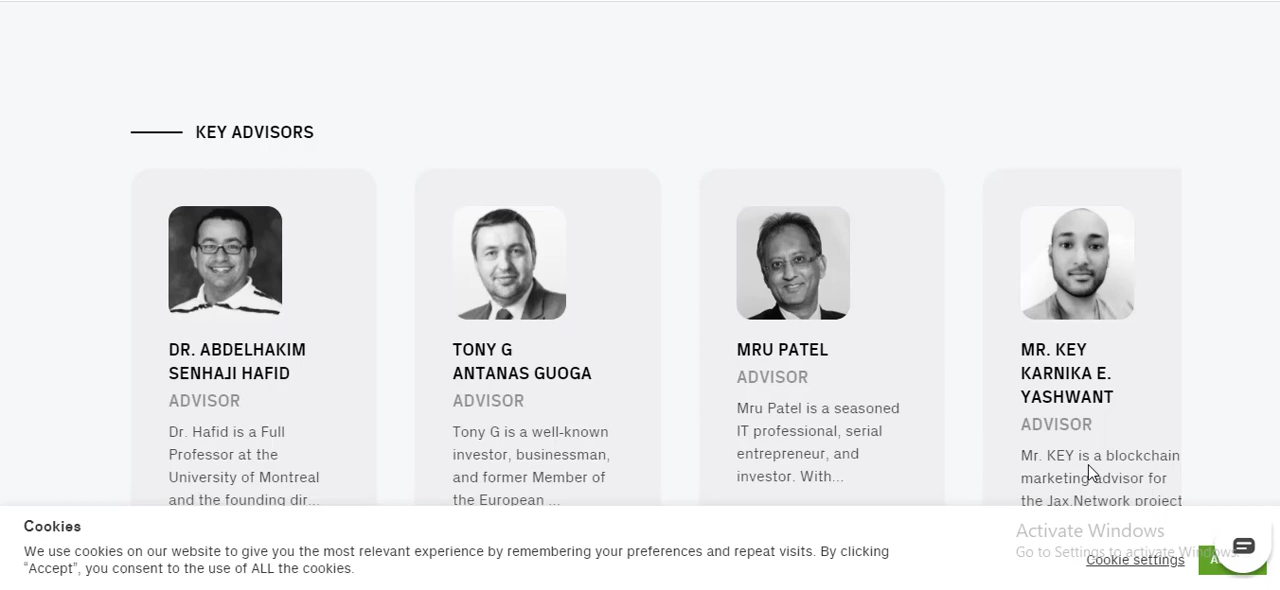 KEY ADVISORS
DR. ABDELHAKIM
SENHAJI HAFID
ADVISOR
Dr. Hafid is a Full
Professor at the
University of Montreal
and the founding dir...
TONY G
ANTANAS GUOGA
ADVISOR
Tony G is a well-known
investor, businessman,
and former Member of
the European ...
MRU PATEL
ADVISOR
Mru Patel is a seasoned
IT professional, serial
entrepreneur, and
investor. With...
MR. KEY
KARNIKA E.
YASHWANT
ADVISOR
Mr. KEY is a blockchain
marketing advisor for
the Jax.Network project
Cookies
We use cookies on our website to give you the most relevant experience by remembering your preferences and repeat visits. By clicking
“Accept”, you consent to the use of ALL the cookies.
Activate Windows
Go to Settings to activate Windows.
Cookie settings